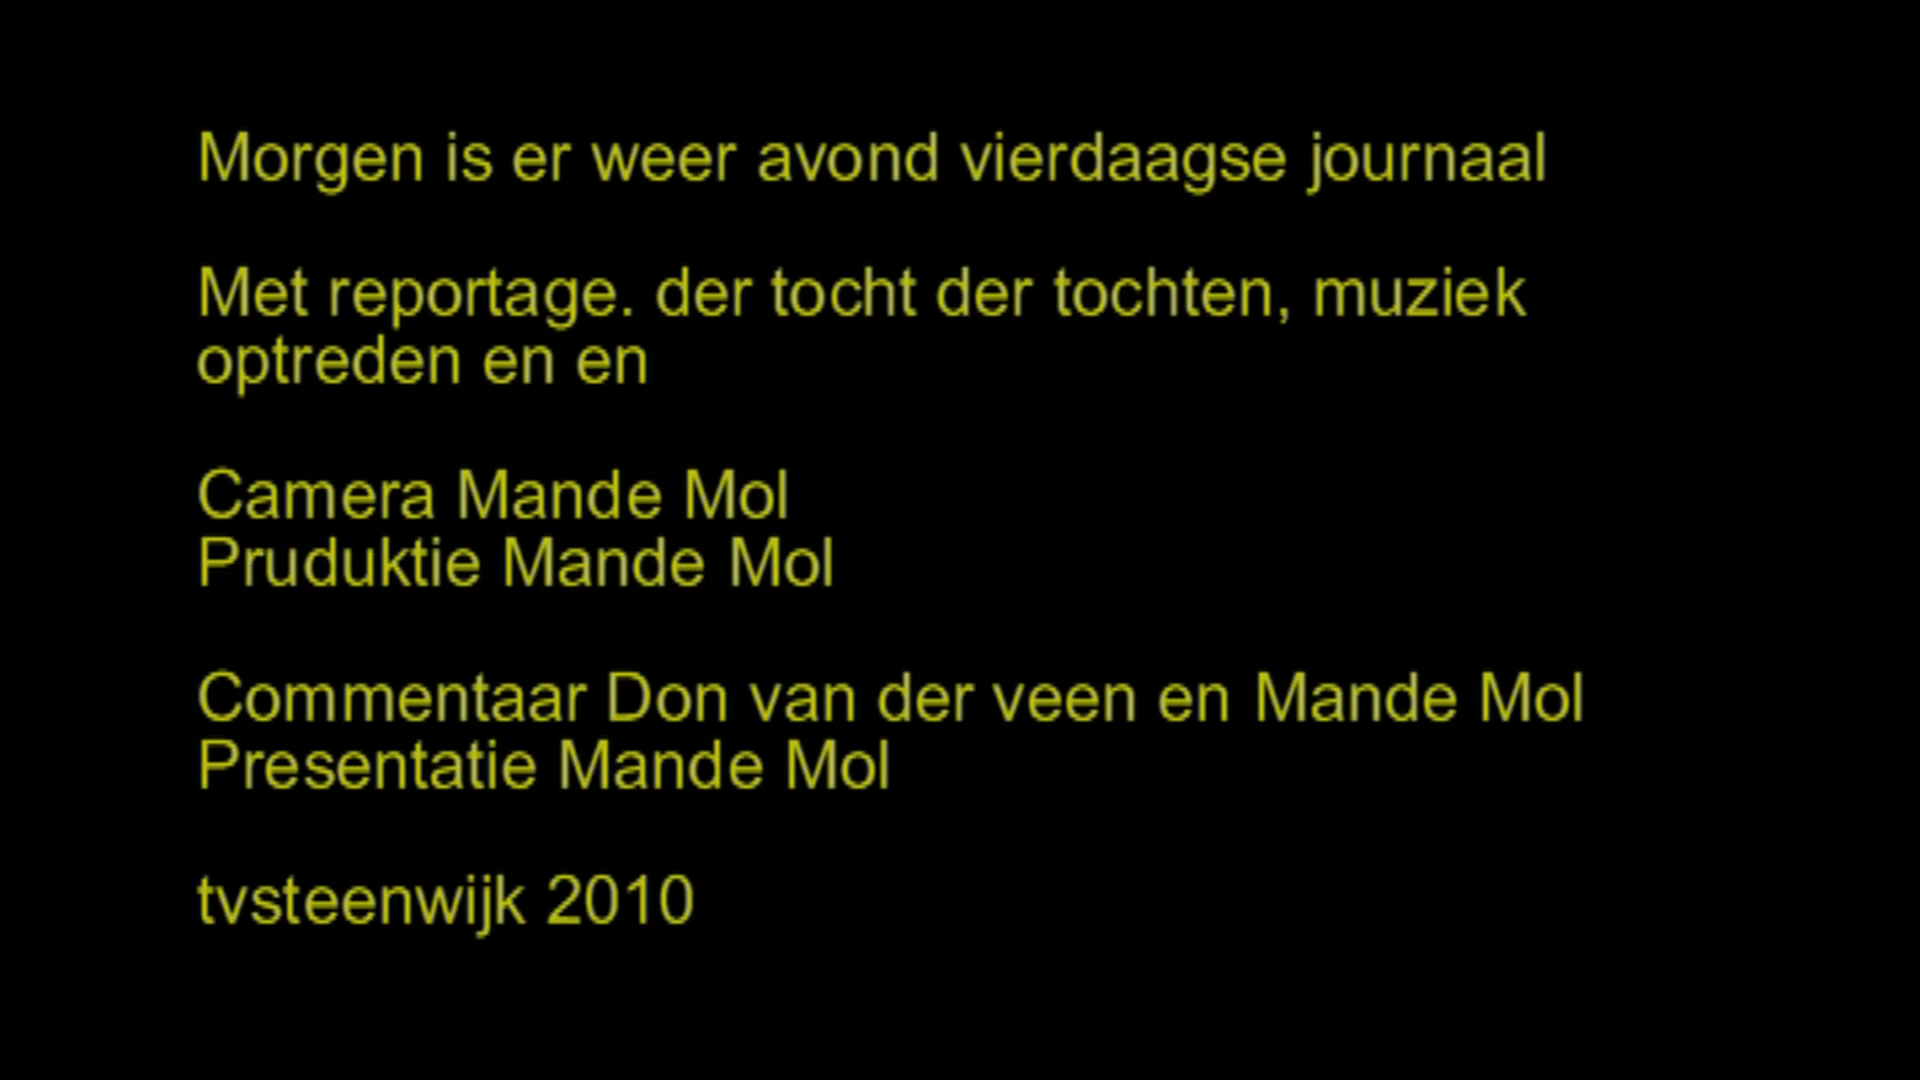 Morgen is er weer avond vierdaagse journaal
Met reportage. der tocht der tochten, muziek
optreden en en
Camera Mande Mol
Pruduktie Mande Mol
Commentaar Don van der veen en Mande Mol
Presentatie Mande Mol
tvsteenwijk 2010